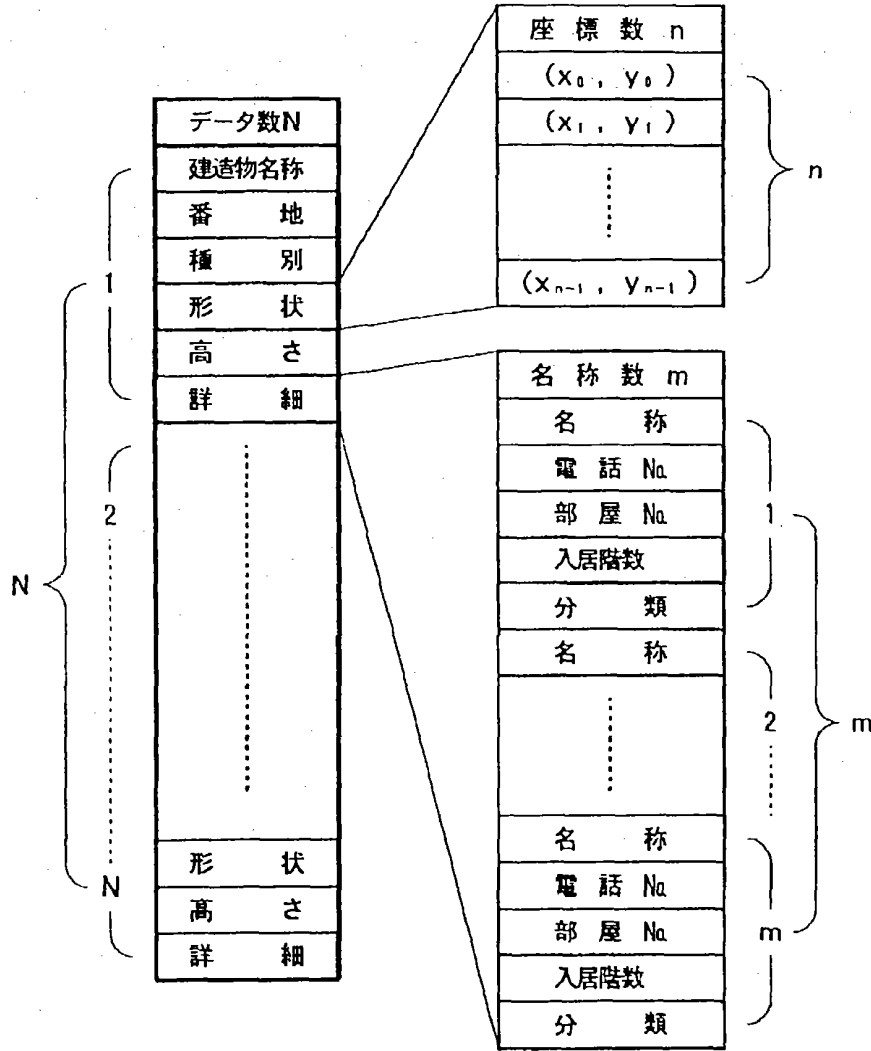 データ数N
建造物名称
番地
種別
形状
高さ
詳細
形状
高さ
詳細
1
2
N
N
座標数 n
(x₀, y₀)
(x₁, y₁)
(xₙ₋₁, yₙ₋₁)
n
名称数 m
名称
電話 No.
部屋 No.
入居階数
分類
名称
名称
電話 No.
部屋 No.
入居階数
分類
1
2
m
m